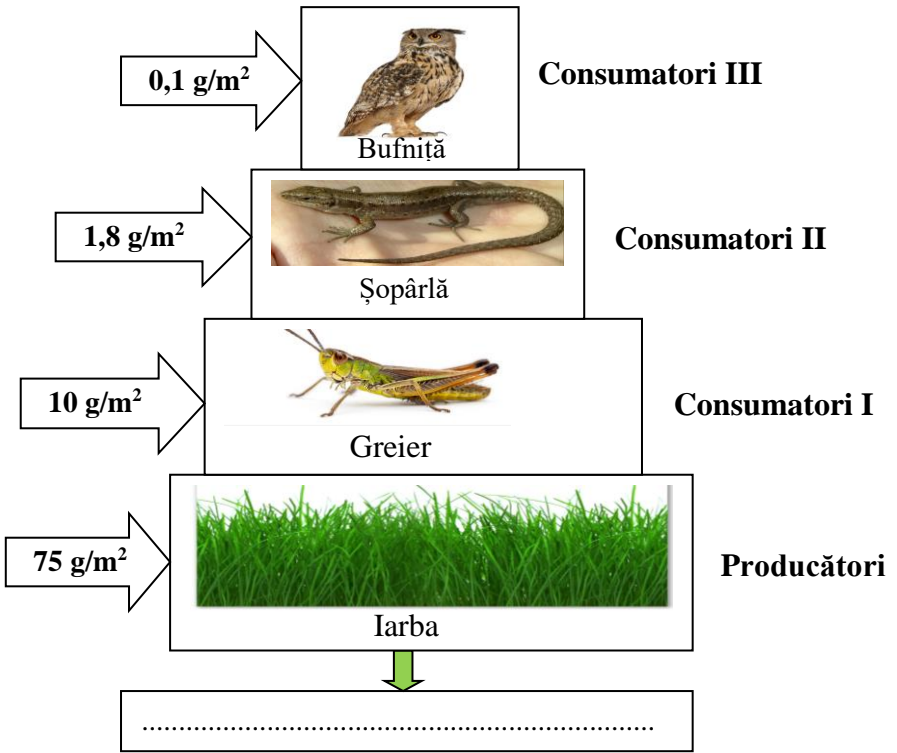 0,1 g/m²
Consumatori III
Bufniță
1,8 g/m²
Consumatori II
Șopârlă
10 g/m²
Consumatori I
Greier
75 g/m²
Producători
Iarba
......................................................................